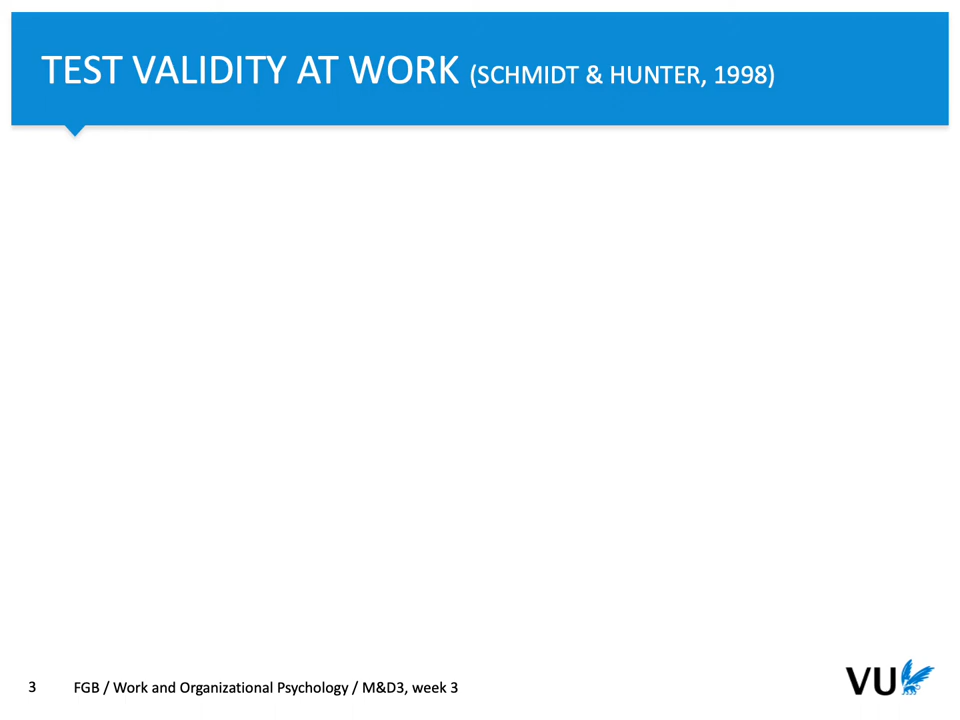 TEST VALIDITY AT WORK (SCHMIDT & HUNTER, 1998)
3 FGB / Work and Organizational Psychology / M&D3, week 3
VU